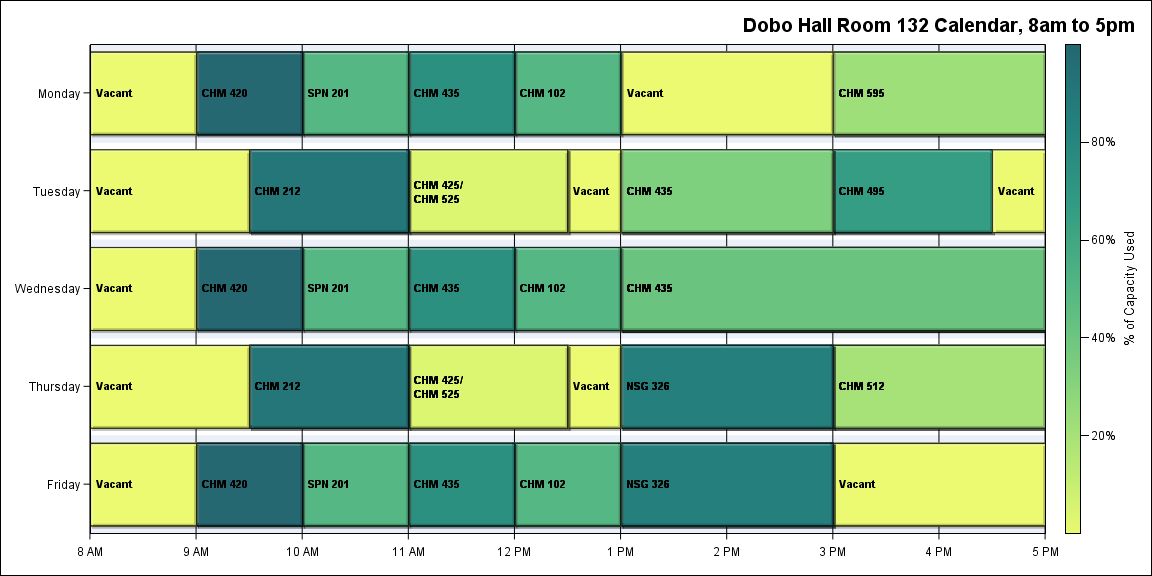 Dobo Hall Room 132 Calendar, 8am to 5pm
Monday
Vacant
CHM 420
SPN 201
CHM 435
CHM 102
Vacant
CHM 595
Tuesday
Vacant
CHM 212
CHM 425/
CHM 525
Vacant
CHM 435
CHM 495
Vacant
Wednesday
Vacant
CHM 420
SPN 201
CHM 435
CHM 102
CHM 435
Thursday
Vacant
CHM 212
CHM 425/
CHM 525
Vacant
NSG 326
CHM 512
Friday
Vacant
CHM 420
SPN 201
CHM 435
CHM 102
NSG 326
Vacant
8 AM
9 AM
10 AM
11 AM
12 PM
1 PM
2 PM
3 PM
4 PM
5 PM
80%
60%
40%
20%
% of Capacity Used